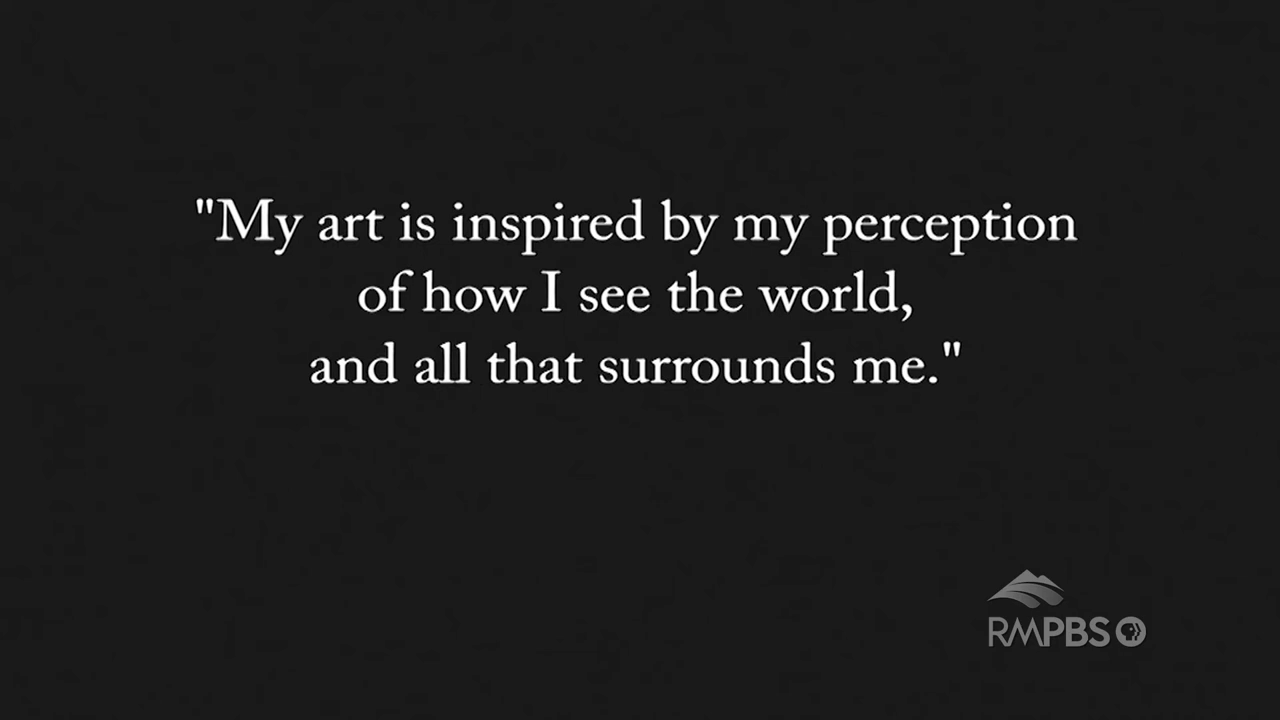 "My art is inspired by my perception
of how I see the world,
and all that surrounds me."
RMPBS